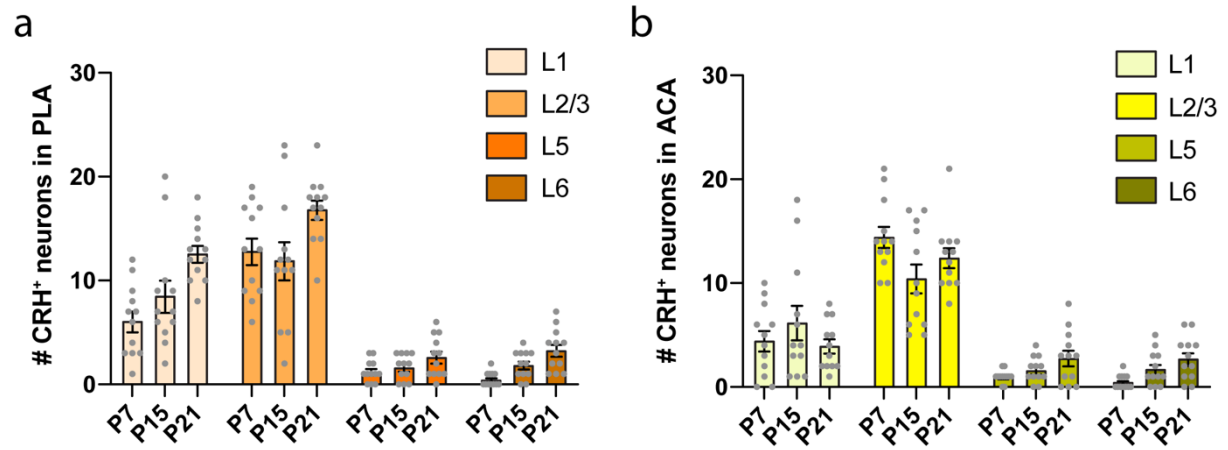 a
# CRH⁺ neurons in PLA
30
20
10
0
L1
L2/3
L5
L6
P7 P15 P21 P7 P15 P21 P7 P15 P21 P7 P15 P21
b
# CRH⁺ neurons in ACA
30
20
10
0
L1
L2/3
L5
L6
P7 P15 P21 P7 P15 P21 P7 P15 P21 P7 P15 P21